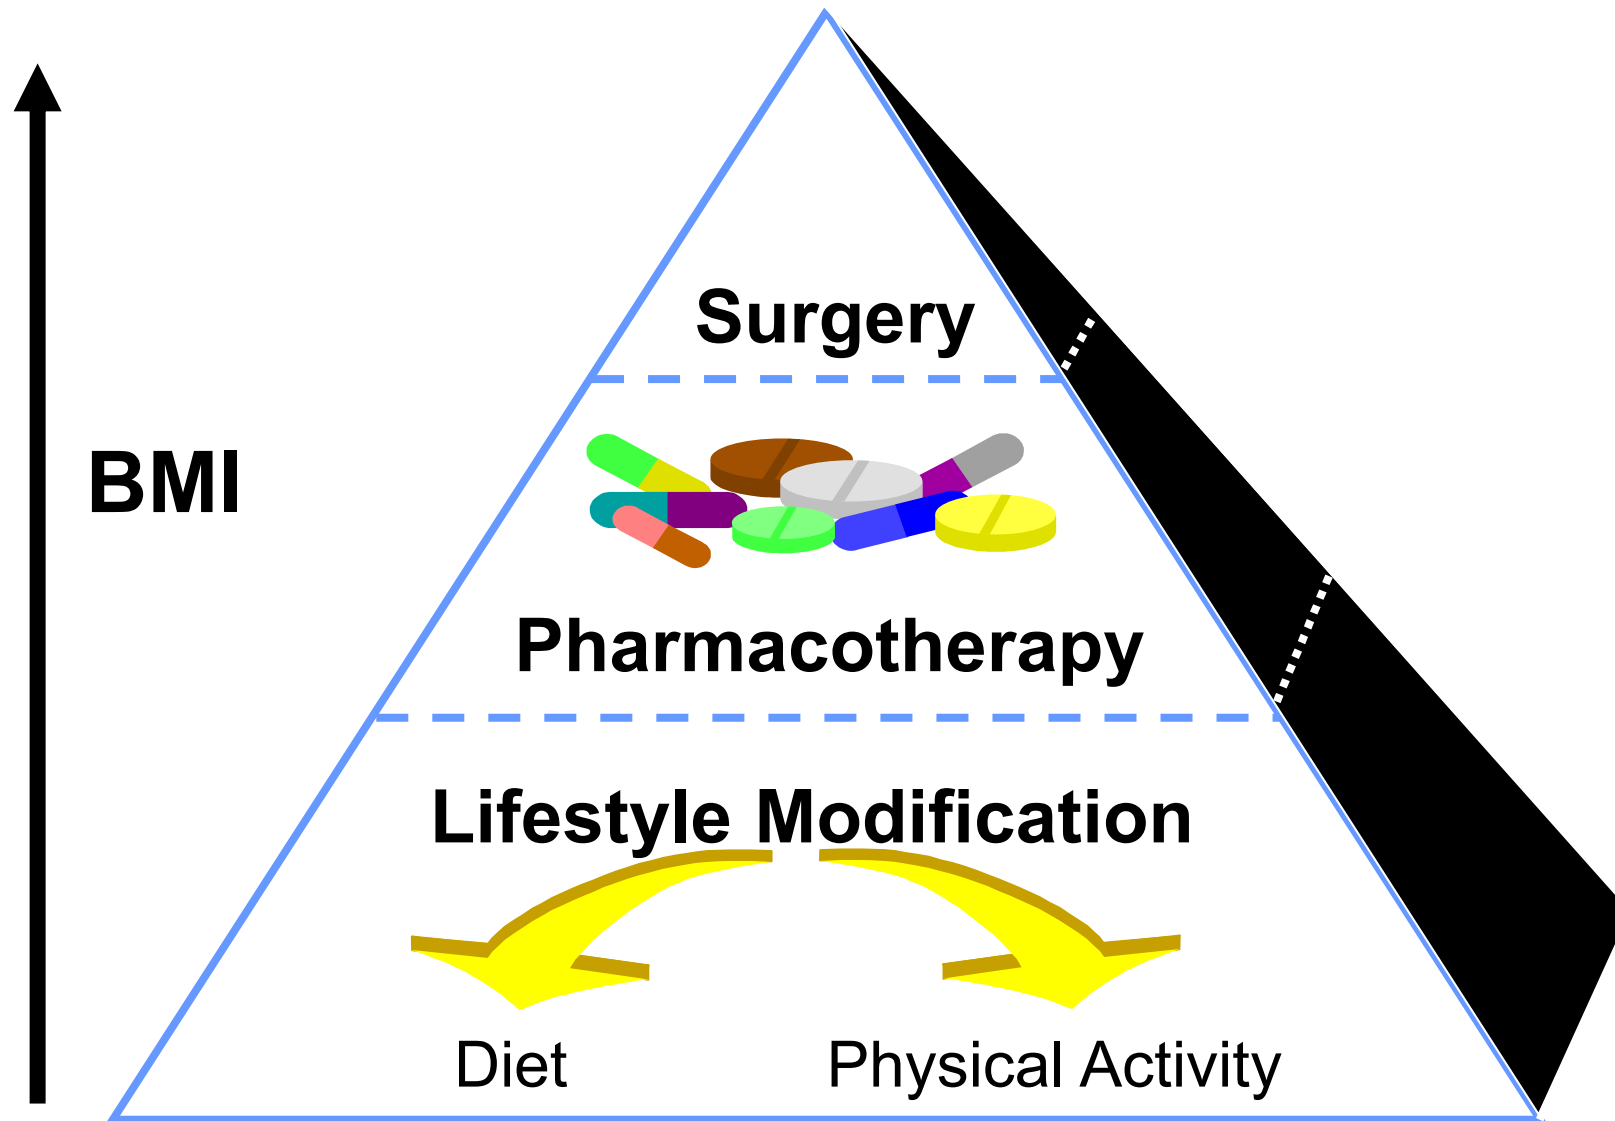 Surgery
BMI
Pharmacotherapy
Lifestyle Modification
Diet
Physical Activity